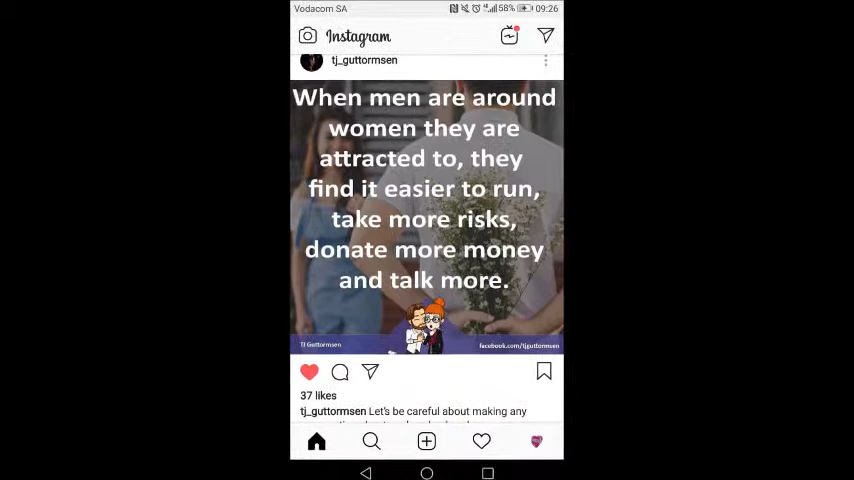 Vodacom SA 58% 09:26
Instagram
tj_guttormsen
When men are around
women they are
attracted to, they
find it easier to run,
take more risks,
donate more money
and talk more.
TJ Guttormsen facebook.com/tjguttormsen
37 likes
tj_guttormsen Let's be careful about making any